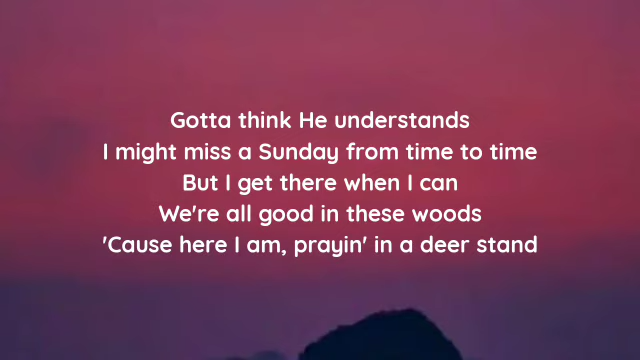 Gotta think He understands
I might miss a Sunday from time to time
But I get there when I can
We're all good in these woods
'Cause here I am, prayin' in a deer stand